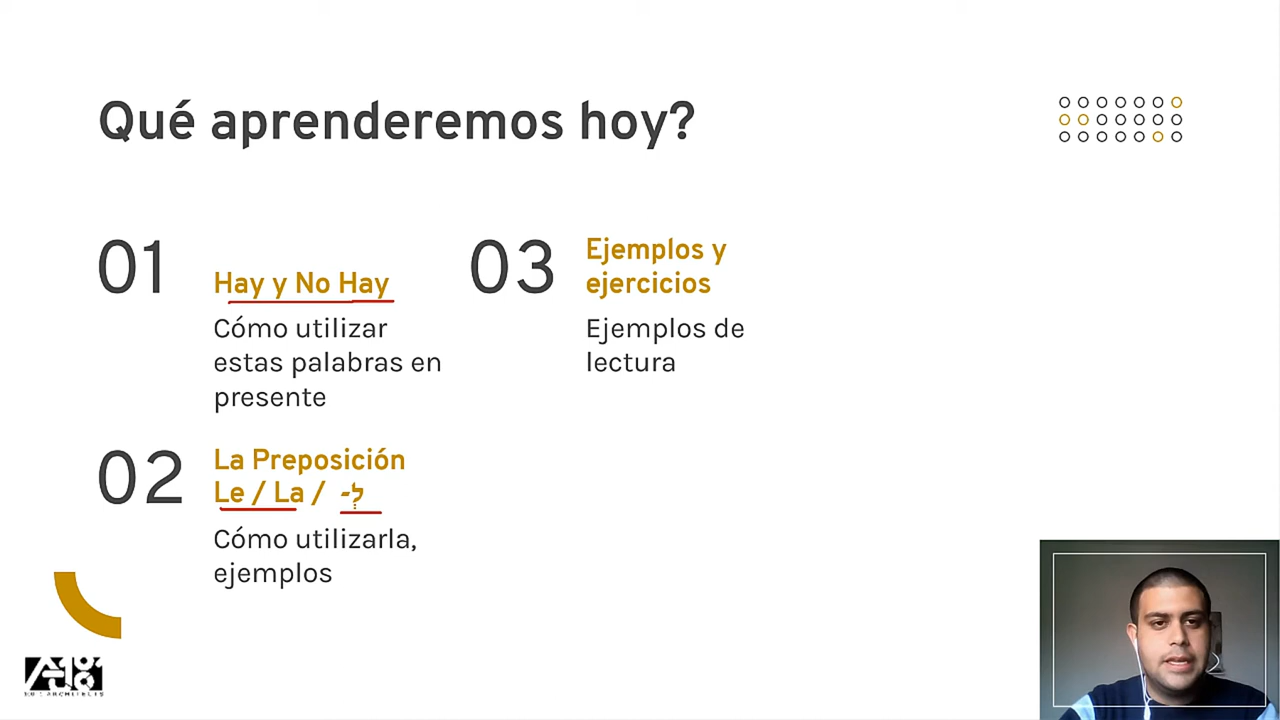 Qué aprenderemos hoy?
01
Hay y No Hay
Cómo utilizar
estas palabras en
presente
02
La Preposición
Le / La / לְ-
Cómo utilizarla,
ejemplos
03
Ejemplos y
ejercicios
Ejemplos de
lectura